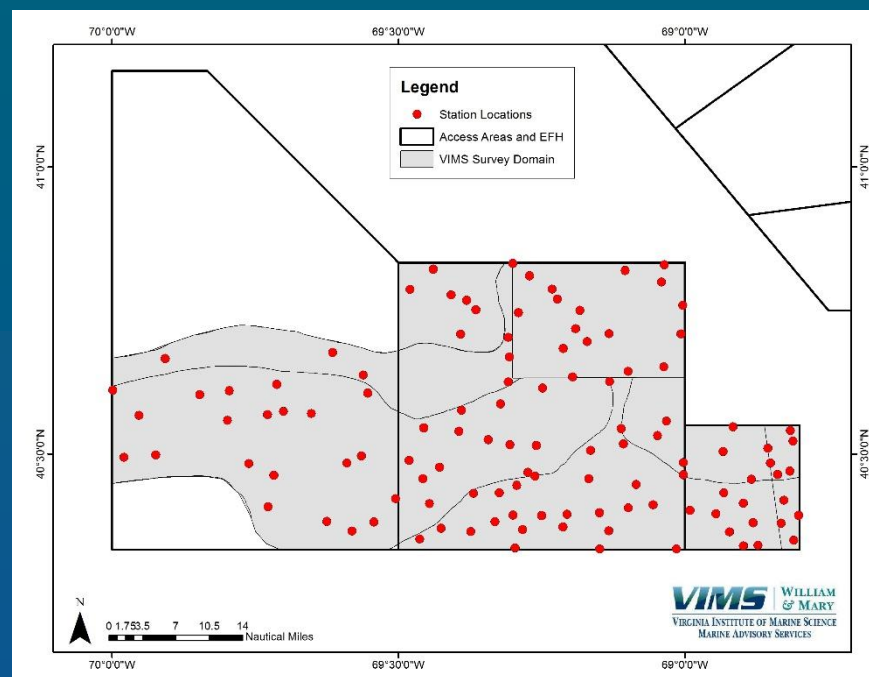 70°0'0"W 69°30'0"W 69°0'0"W
Legend
Station Locations
Access Areas and EFH
VIMS Survey Domain
41°0'0"N 41°0'0"N
40°30'0"N 40°30'0"N
N
0 1.75 3.5 7 10.5 14
Nautical Miles
VIMS WILLIAM
& MARY
VIRGINIA INSTITUTE OF MARINE SCIENCE
MARINE ADVISORY SERVICES
70°0'0"W 69°30'0"W 69°0'0"W